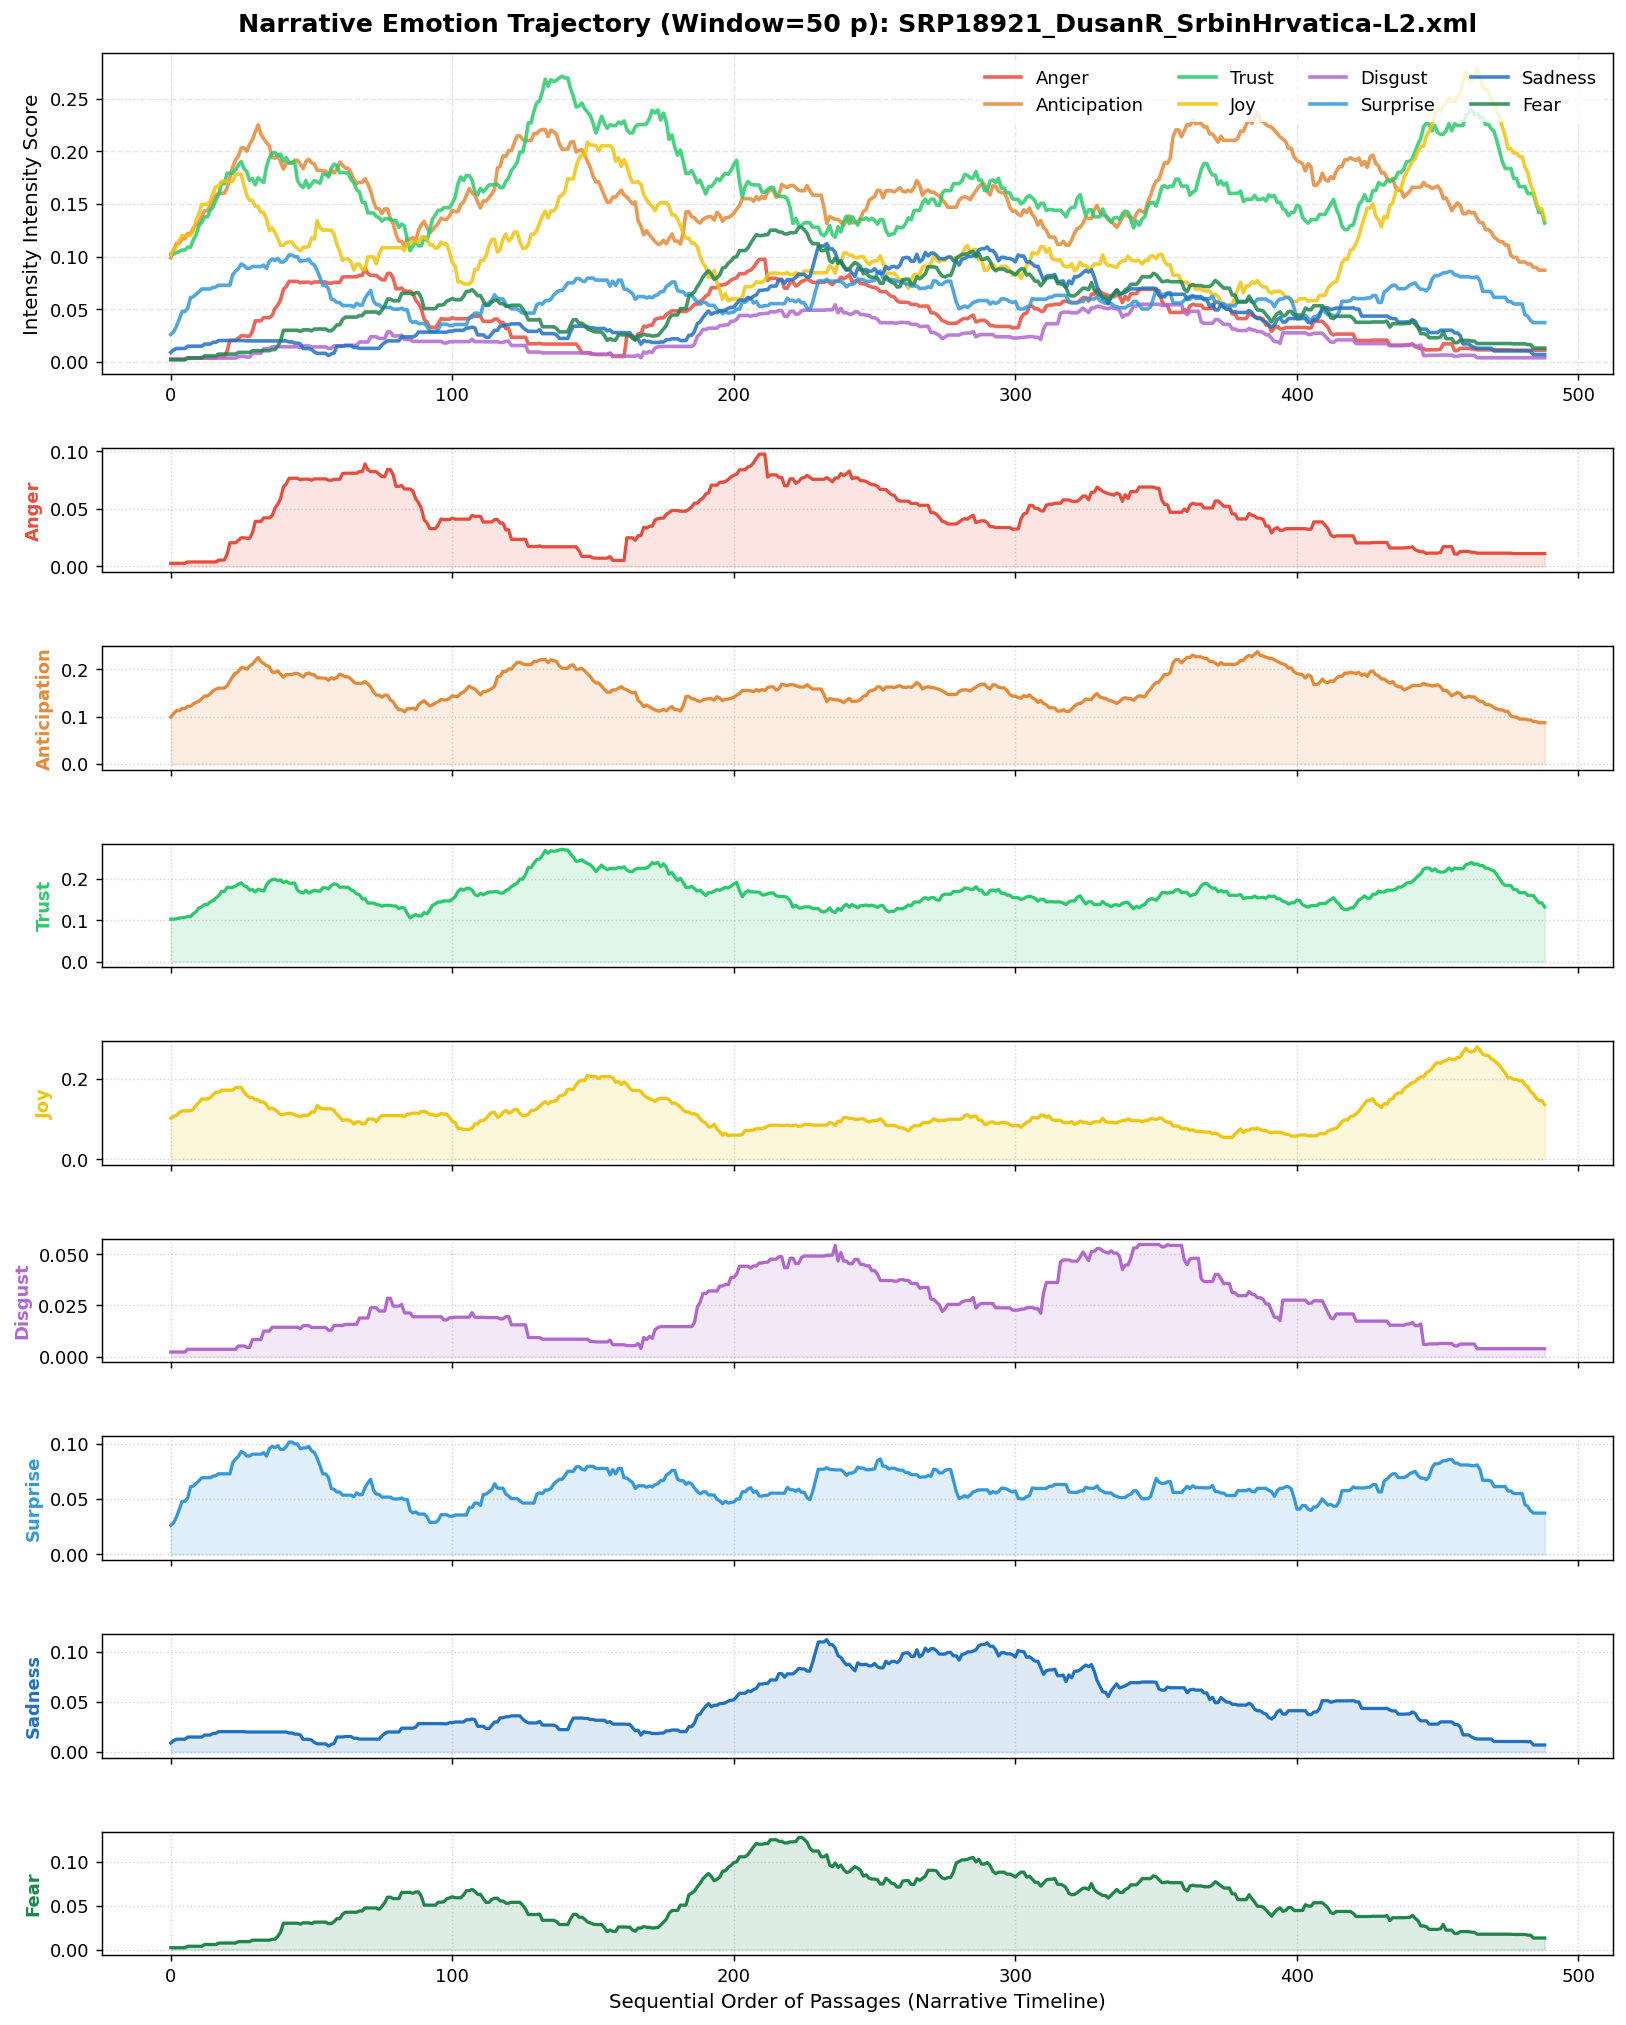 Narrative Emotion Trajectory (Window=50 p): SRP18921_DusanR_SrbinHrvatica-L2.xml
Intensity Intensity Score
Anger Trust Disgust Sadness
Anticipation Joy Surprise Fear
0.25
0.20
0.15
0.10
0.05
0.00
0 100 200 300 400 500
Anger
0.10
0.05
0.00
Anticipation
0.2
0.1
0.0
Trust
0.2
0.1
0.0
Joy
0.2
0.0
Disgust
0.050
0.025
0.000
Surprise
0.10
0.05
0.00
Sadness
0.10
0.05
0.00
Fear
0.10
0.05
0.00
0 100 200 300 400 500
Sequential Order of Passages (Narrative Timeline)